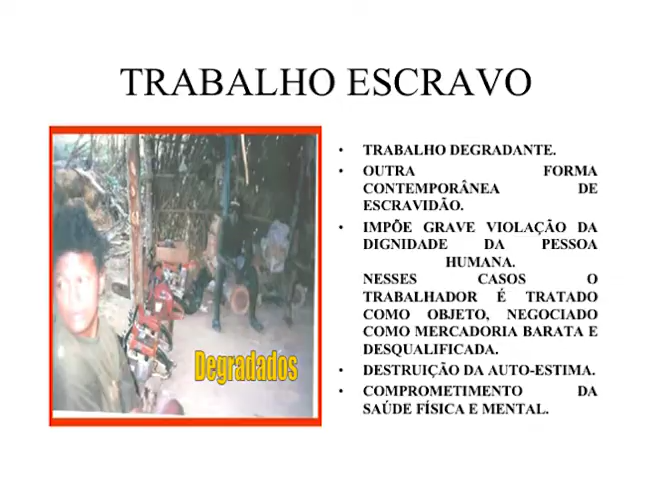 TRABALHO ESCRAVO
• TRABALHO DEGRADANTE.
• OUTRA FORMA
CONTEMPORÂNEA DE
ESCRAVIDÃO.
• IMPÕE GRAVE VIOLAÇÃO DA
DIGNIDADE DA PESSOA
HUMANA.
NESSES CASOS O
TRABALHADOR É TRATADO
COMO OBJETO, NEGOCIADO
COMO MERCADORIA BARATA E
DESQUALIFICADA.
• DESTRUIÇÃO DA AUTO-ESTIMA.
• COMPROMETIMENTO DA
SAÚDE FÍSICA E MENTAL.
Degradados